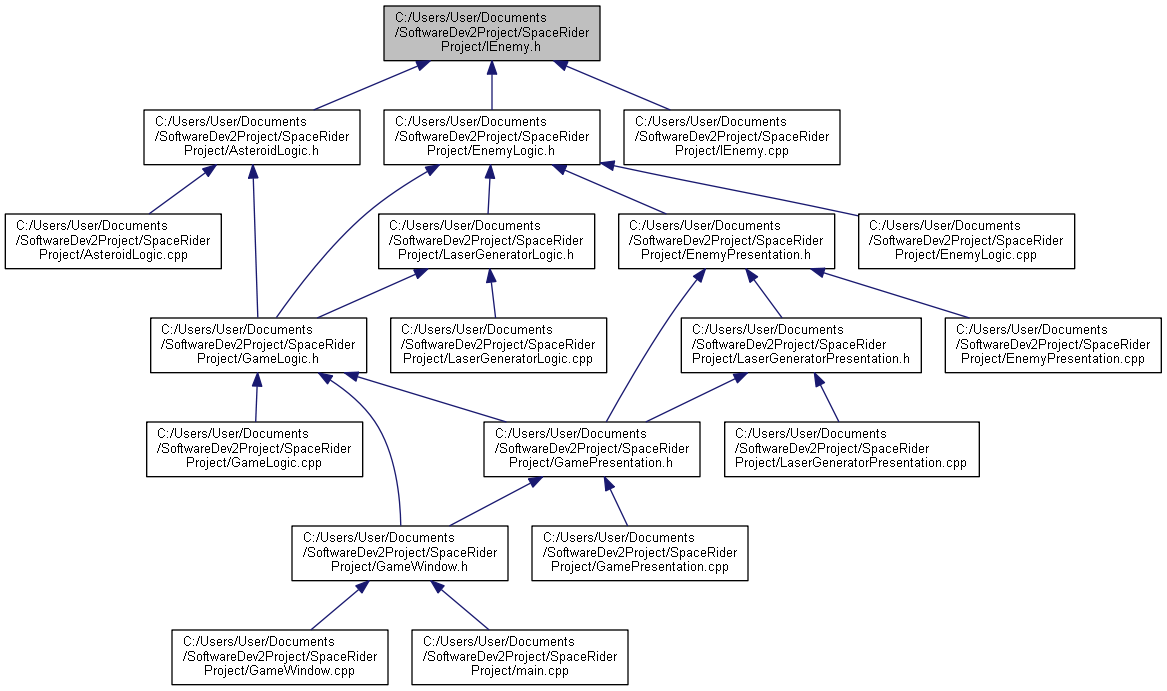 C:/Users/User/Documents
/SoftwareDev2Project/SpaceRider
Project/IEnemy.h
C:/Users/User/Documents
/SoftwareDev2Project/SpaceRider
Project/AsteroidLogic.h
C:/Users/User/Documents
/SoftwareDev2Project/SpaceRider
Project/EnemyLogic.h
C:/Users/User/Documents
/SoftwareDev2Project/SpaceRider
Project/IEnemy.cpp
C:/Users/User/Documents
/SoftwareDev2Project/SpaceRider
Project/AsteroidLogic.cpp
C:/Users/User/Documents
/SoftwareDev2Project/SpaceRider
Project/LaserGeneratorLogic.h
C:/Users/User/Documents
/SoftwareDev2Project/SpaceRider
Project/EnemyPresentation.h
C:/Users/User/Documents
/SoftwareDev2Project/SpaceRider
Project/EnemyLogic.cpp
C:/Users/User/Documents
/SoftwareDev2Project/SpaceRider
Project/GameLogic.h
C:/Users/User/Documents
/SoftwareDev2Project/SpaceRider
Project/LaserGeneratorLogic.cpp
C:/Users/User/Documents
/SoftwareDev2Project/SpaceRider
Project/LaserGeneratorPresentation.h
C:/Users/User/Documents
/SoftwareDev2Project/SpaceRider
Project/EnemyPresentation.cpp
C:/Users/User/Documents
/SoftwareDev2Project/SpaceRider
Project/GameLogic.cpp
C:/Users/User/Documents
/SoftwareDev2Project/SpaceRider
Project/GamePresentation.h
C:/Users/User/Documents
/SoftwareDev2Project/SpaceRider
Project/LaserGeneratorPresentation.cpp
C:/Users/User/Documents
/SoftwareDev2Project/SpaceRider
Project/GameWindow.h
C:/Users/User/Documents
/SoftwareDev2Project/SpaceRider
Project/GamePresentation.cpp
C:/Users/User/Documents
/SoftwareDev2Project/SpaceRider
Project/GameWindow.cpp
C:/Users/User/Documents
/SoftwareDev2Project/SpaceRider
Project/main.cpp